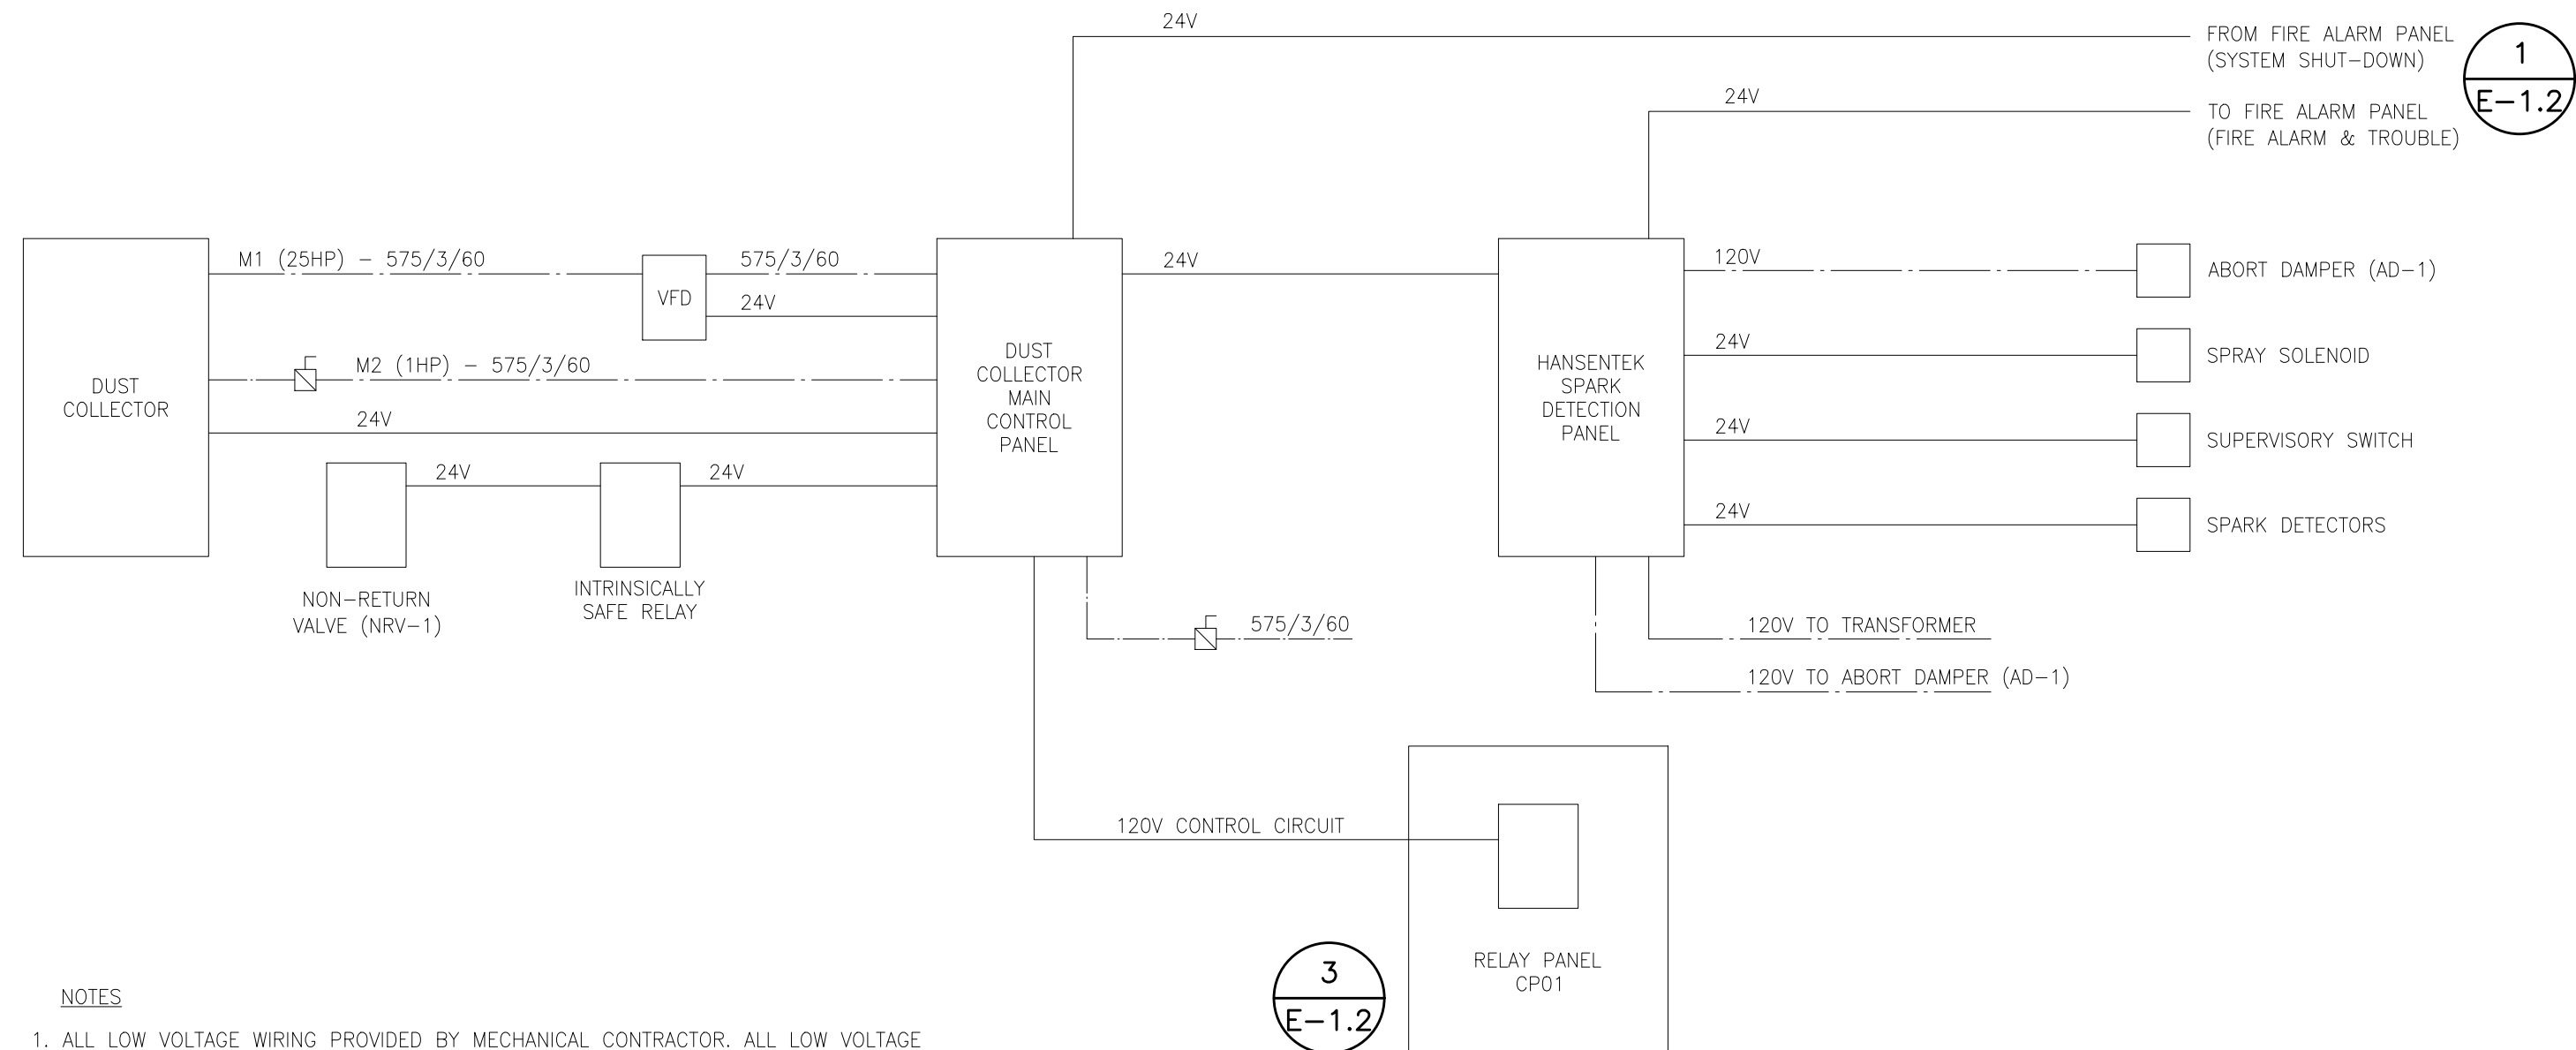 24V
FROM FIRE ALARM PANEL
(SYSTEM SHUT-DOWN)
1
E-1.2
24V
TO FIRE ALARM PANEL
(FIRE ALARM & TROUBLE)
M1 (25HP) - 575/3/60
575/3/60
VFD
24V
M2 (1HP) - 575/3/60
24V
DUST
COLLECTOR
24V
24V
NON-RETURN
VALVE (NRV-1)
INTRINSICALLY
SAFE RELAY
DUST
COLLECTOR
MAIN
CONTROL
PANEL
24V
HANSENTEK
SPARK
DETECTION
PANEL
120V
ABORT DAMPER (AD-1)
24V
SPRAY SOLENOID
24V
SUPERVISORY SWITCH
24V
SPARK DETECTORS
575/3/60
120V TO TRANSFORMER
120V TO ABORT DAMPER (AD-1)
120V CONTROL CIRCUIT
RELAY PANEL
CP01
3
E-1.2
NOTES
1. ALL LOW VOLTAGE WIRING PROVIDED BY MECHANICAL CONTRACTOR. ALL LOW VOLTAGE